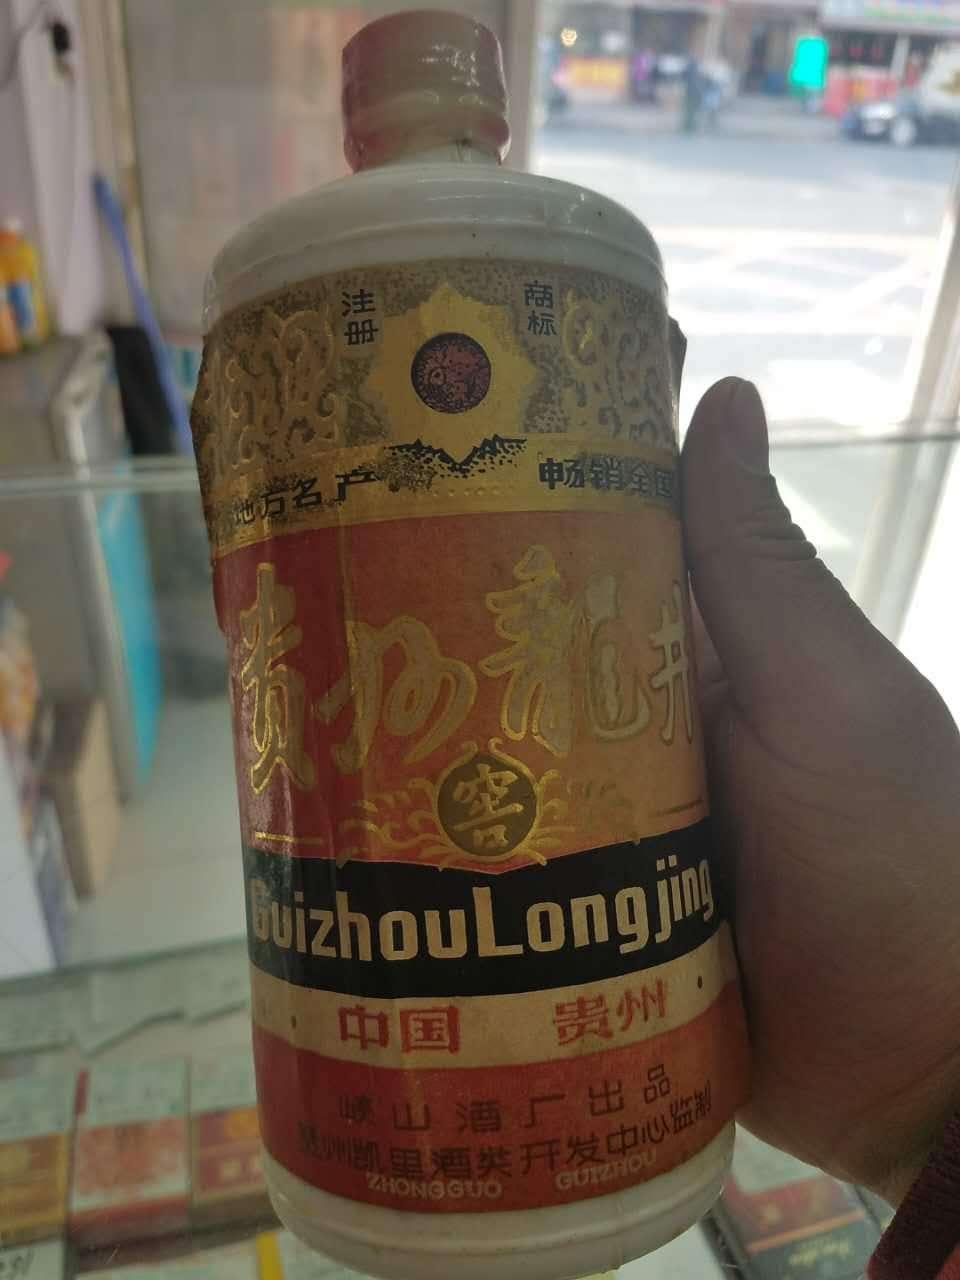 注册 商标
地方名产 畅销全国
貴州龍井
窖
GuizhouLongjing
中国 贵州
山酒厂出品
贵州凯里酒类开发中心监制
ZHONGGUO GUIZHOU